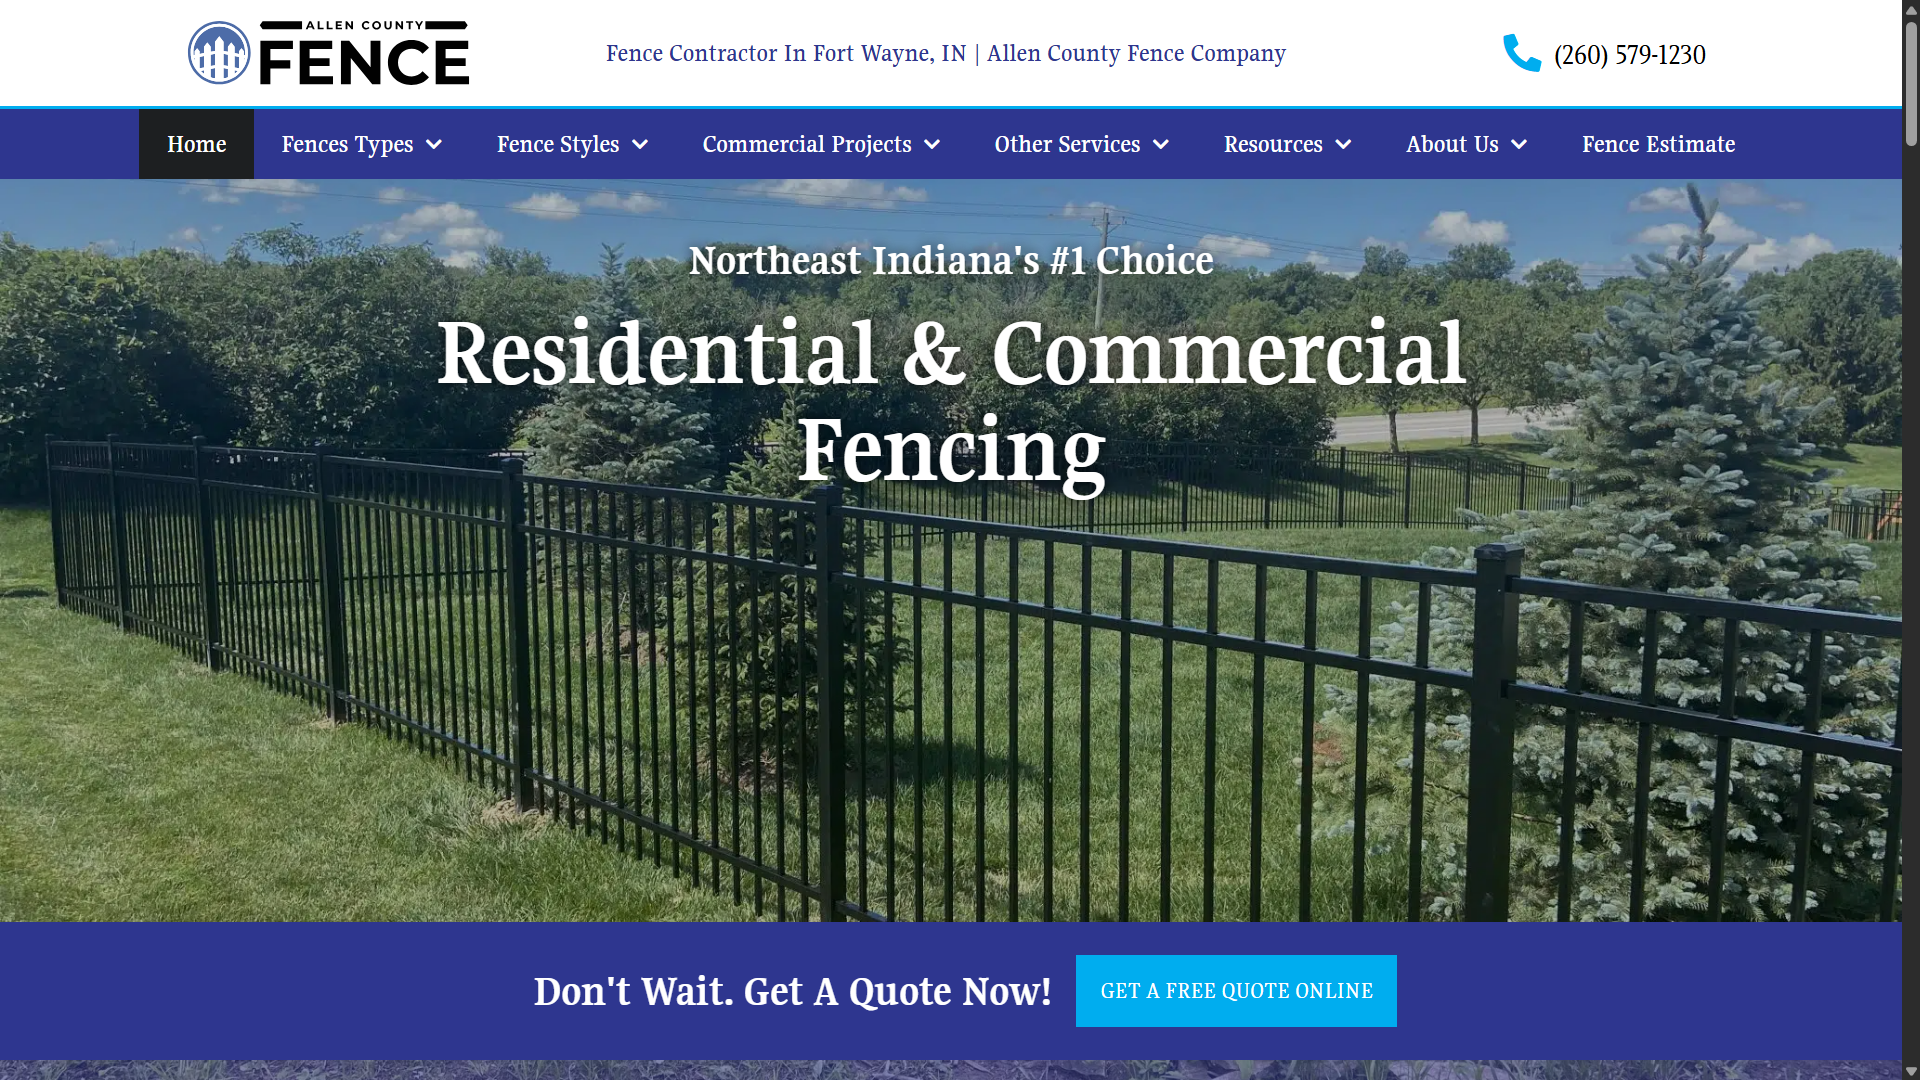 ALLEN COUNTY
FENCE
Fence Contractor In Fort Wayne, IN | Allen County Fence Company
(260) 579-1230
Home
Fences Types
Fence Styles
Commercial Projects
Other Services
Resources
About Us
Fence Estimate
Northeast Indiana's #1 Choice
Residential & Commercial
Fencing
Don't Wait. Get A Quote Now!
GET A FREE QUOTE ONLINE